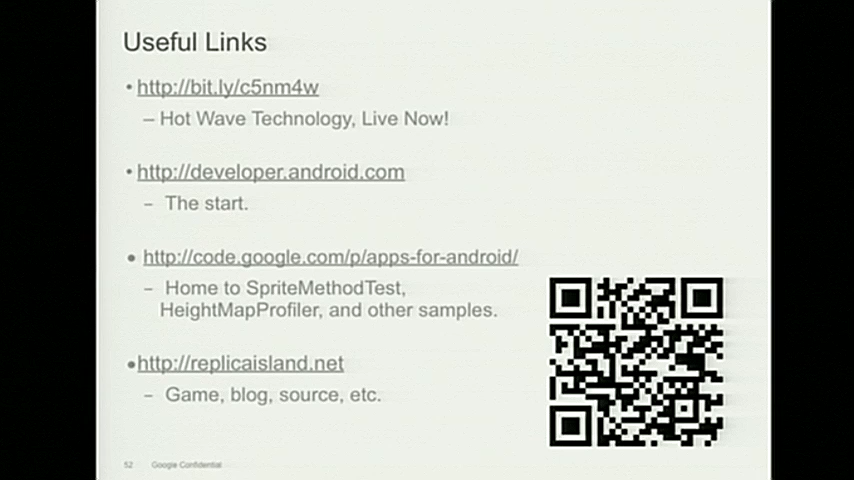 Useful Links
• http://bit.ly/c5nm4w
– Hot Wave Technology, Live Now!
• http://developer.android.com
– The start.
• http://code.google.com/p/apps-for-android/
– Home to SpriteMethodTest,
HeightMapProfiler, and other samples.
•http://replicaisland.net
– Game, blog, source, etc.
52 Google Confidential